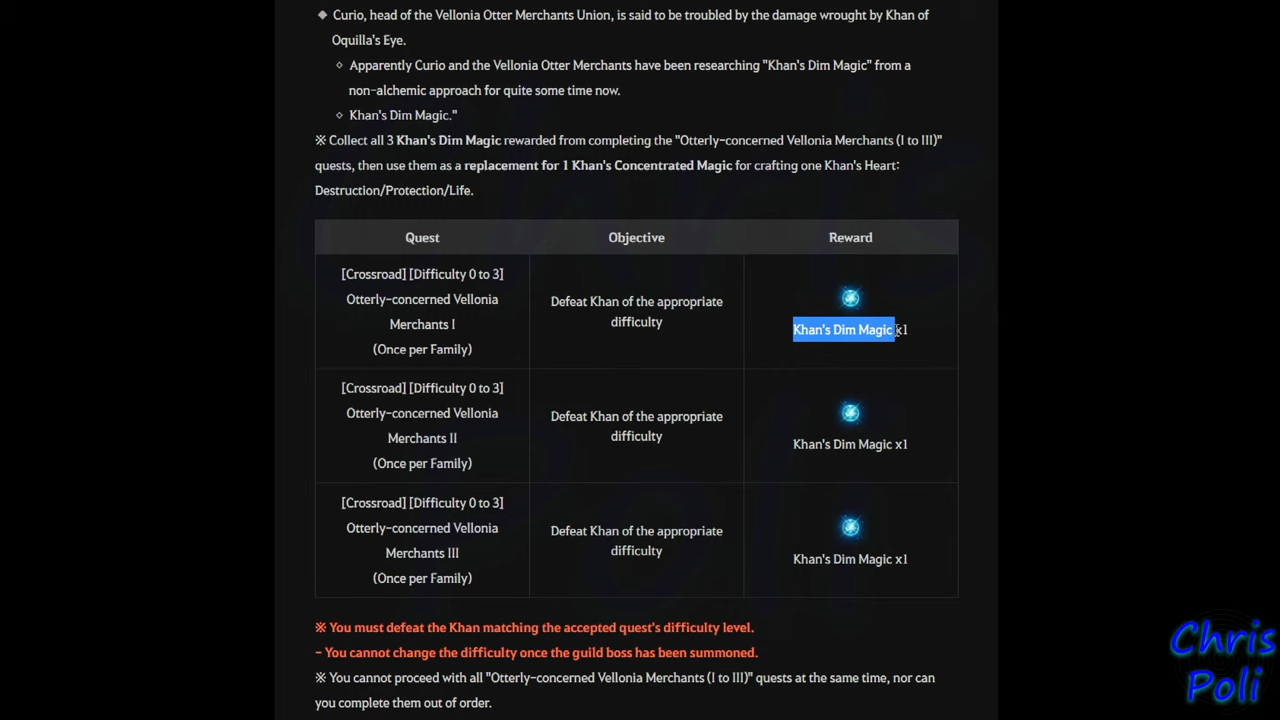 ❖ Curio, head of the Vellonia Otter Merchants Union, is said to be troubled by the damage wrought by Khan of
Oquilla's Eye.
⬦ Apparently Curio and the Vellonia Otter Merchants have been researching "Khan's Dim Magic" from a
non-alchemic approach for quite some time now.
⬦ Khan's Dim Magic."
※ Collect all 3 Khan's Dim Magic rewarded from completing the "Otterly-concerned Vellonia Merchants (I to III)"
quests, then use them as a replacement for 1 Khan's Concentrated Magic for crafting one Khan's Heart:
Destruction/Protection/Life.
Quest Objective Reward
[Crossroad] [Difficulty 0 to 3]
Otterly-concerned Vellonia
Merchants I
(Once per Family)
Defeat Khan of the appropriate
difficulty
Khan's Dim Magic x1
[Crossroad] [Difficulty 0 to 3]
Otterly-concerned Vellonia
Merchants II
(Once per Family)
Defeat Khan of the appropriate
difficulty
Khan's Dim Magic x1
[Crossroad] [Difficulty 0 to 3]
Otterly-concerned Vellonia
Merchants III
(Once per Family)
Defeat Khan of the appropriate
difficulty
Khan's Dim Magic x1
※ You must defeat the Khan matching the accepted quest's difficulty level.
- You cannot change the difficulty once the guild boss has been summoned.
※ You cannot proceed with all "Otterly-concerned Vellonia Merchants (I to III)" quests at the same time, nor can
you complete them out of order.
Chris
Poli